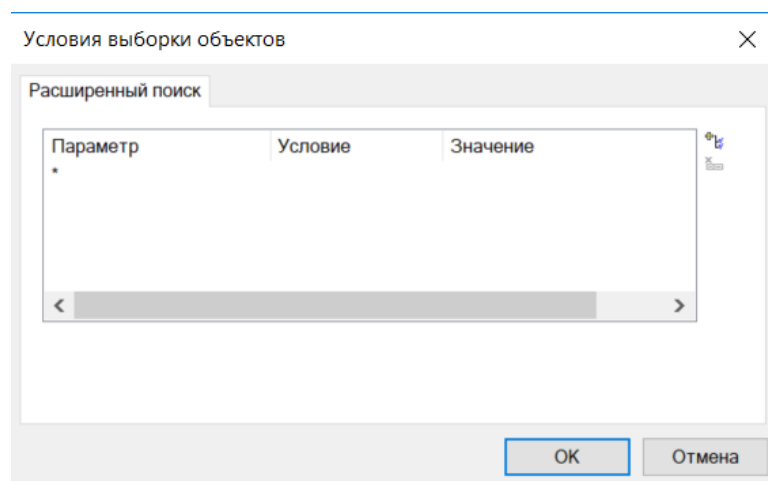 Условия выборки объектов
Расширенный поиск
Параметр Условие Значение
*
OK Отмена